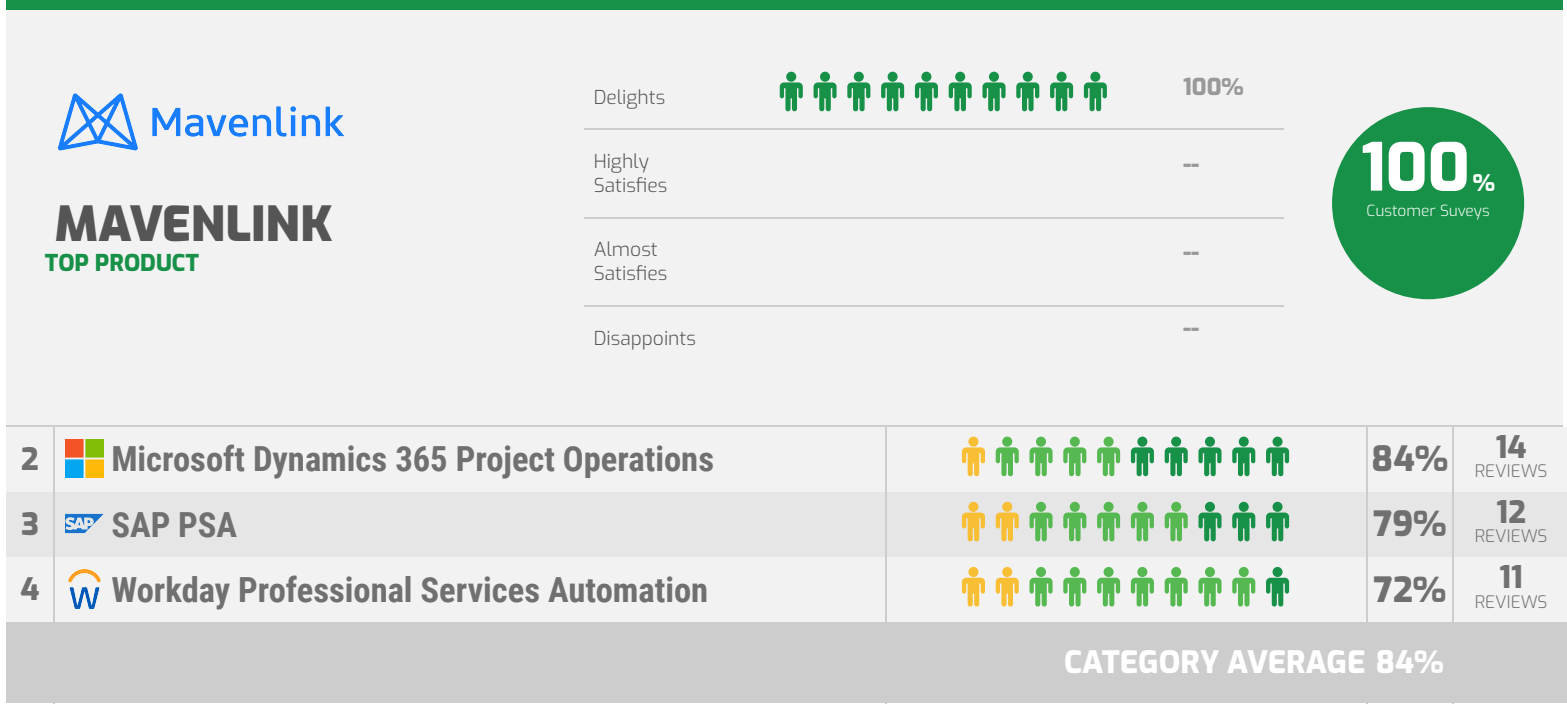 Mavenlink
MAVENLINK
TOP PRODUCT
Delights
100%
Highly
Satisfies
--
Almost
Satisfies
--
Disappoints
--
100%
Customer Suveys
2 Microsoft Dynamics 365 Project Operations 84% 14
REVIEWS
3 SAP SAP PSA 79% 12
REVIEWS
4 W Workday Professional Services Automation 72% 11
REVIEWS
CATEGORY AVERAGE 84%